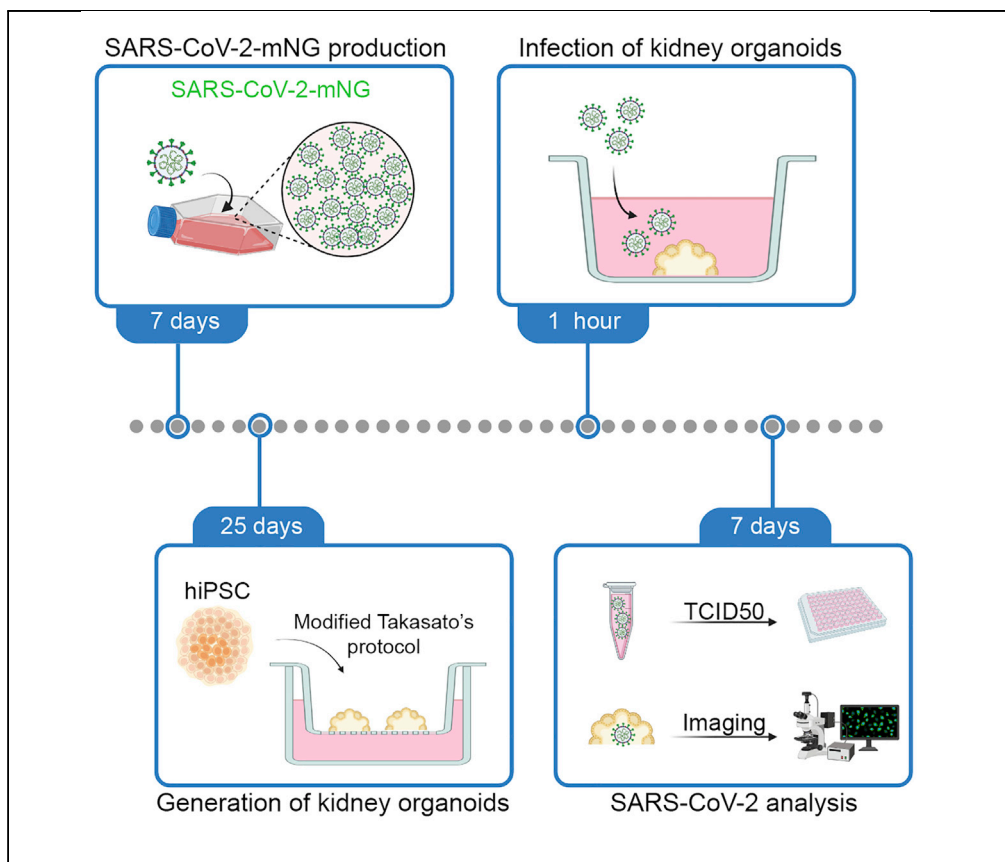 SARS-CoV-2-mNG production
SARS-CoV-2-mNG
7 days
Infection of kidney organoids
1 hour
25 days
hiPSC
Modified Takasato's
protocol
Generation of kidney organoids
7 days
TCID50
Imaging
SARS-CoV-2 analysis